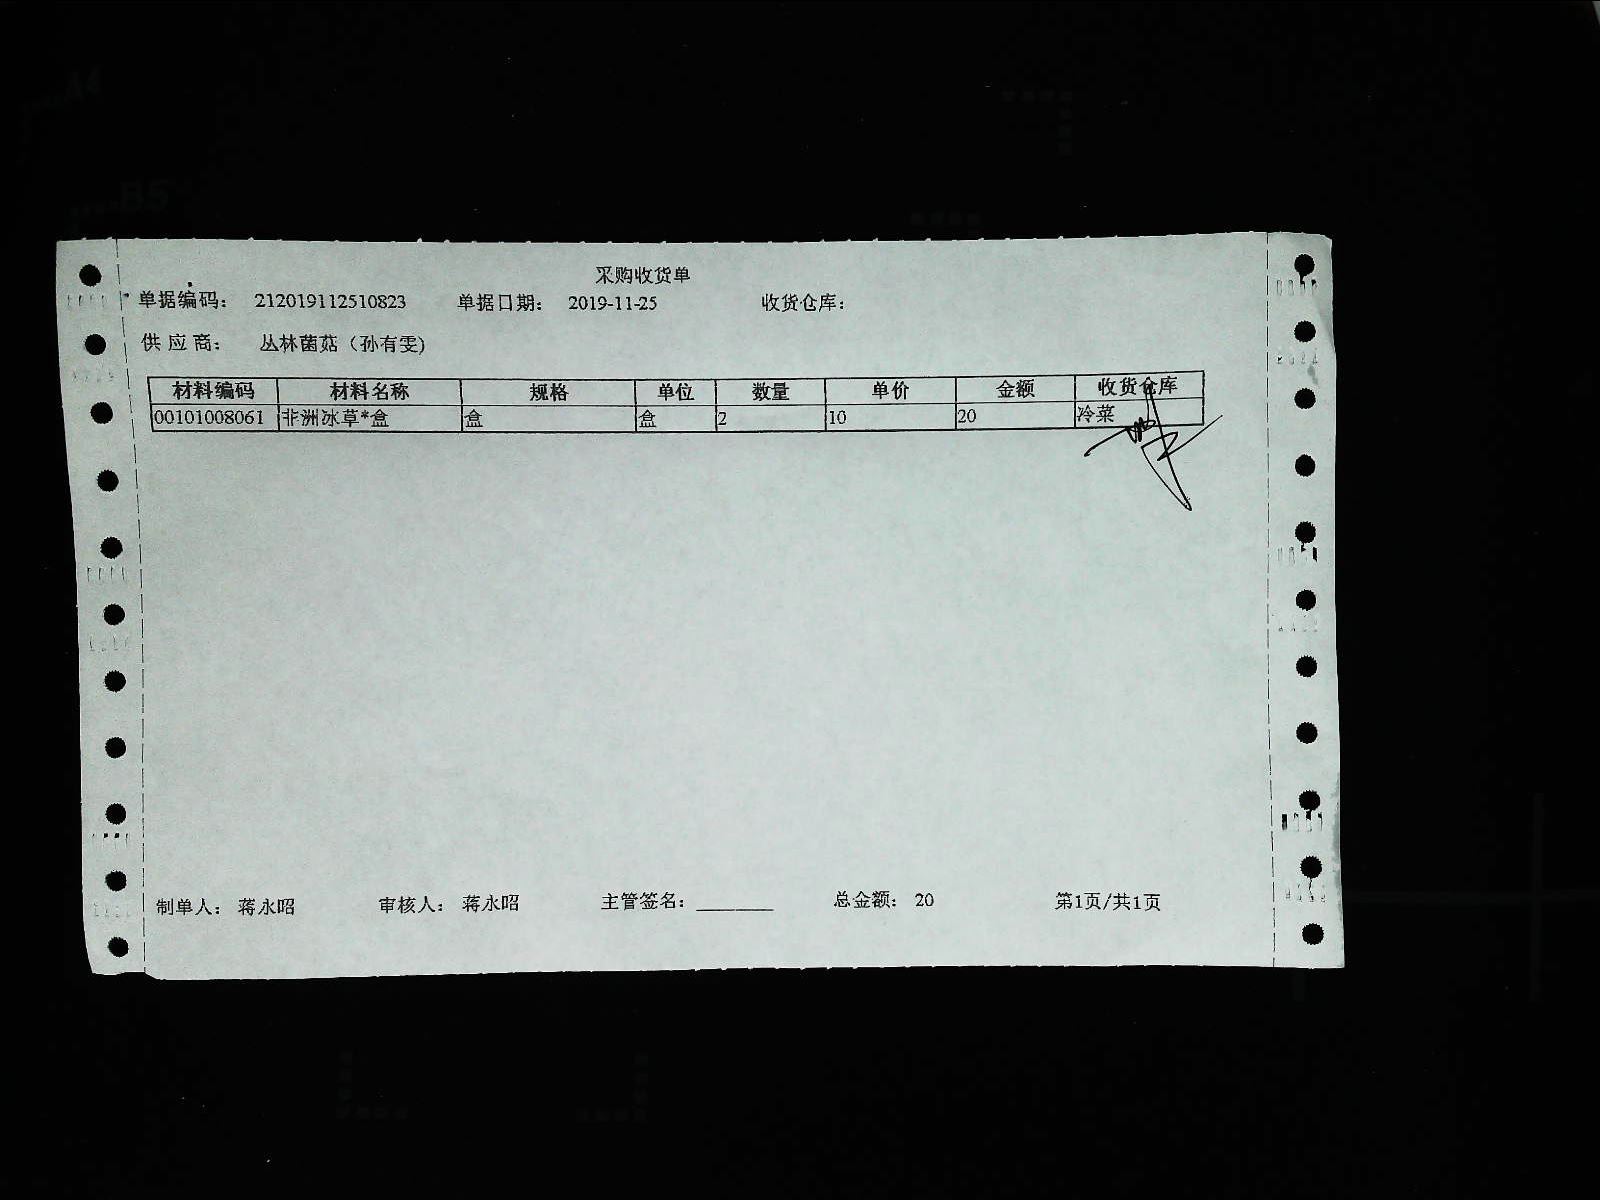 采购收货单
单据编码： 212019112510823 单据日期： 2019-11-25 收货仓库：
供应商： 丛林菌菇（孙有雯）
材料编码 材料名称 规格 单位 数量 单价 金额 收货仓库
00101008061 非洲冰草*盒 盒 盒 2 10 20 冷菜
制单人： 蒋永昭 审核人： 蒋永昭 主管签名：________ 总金额： 20 第1页/共1页